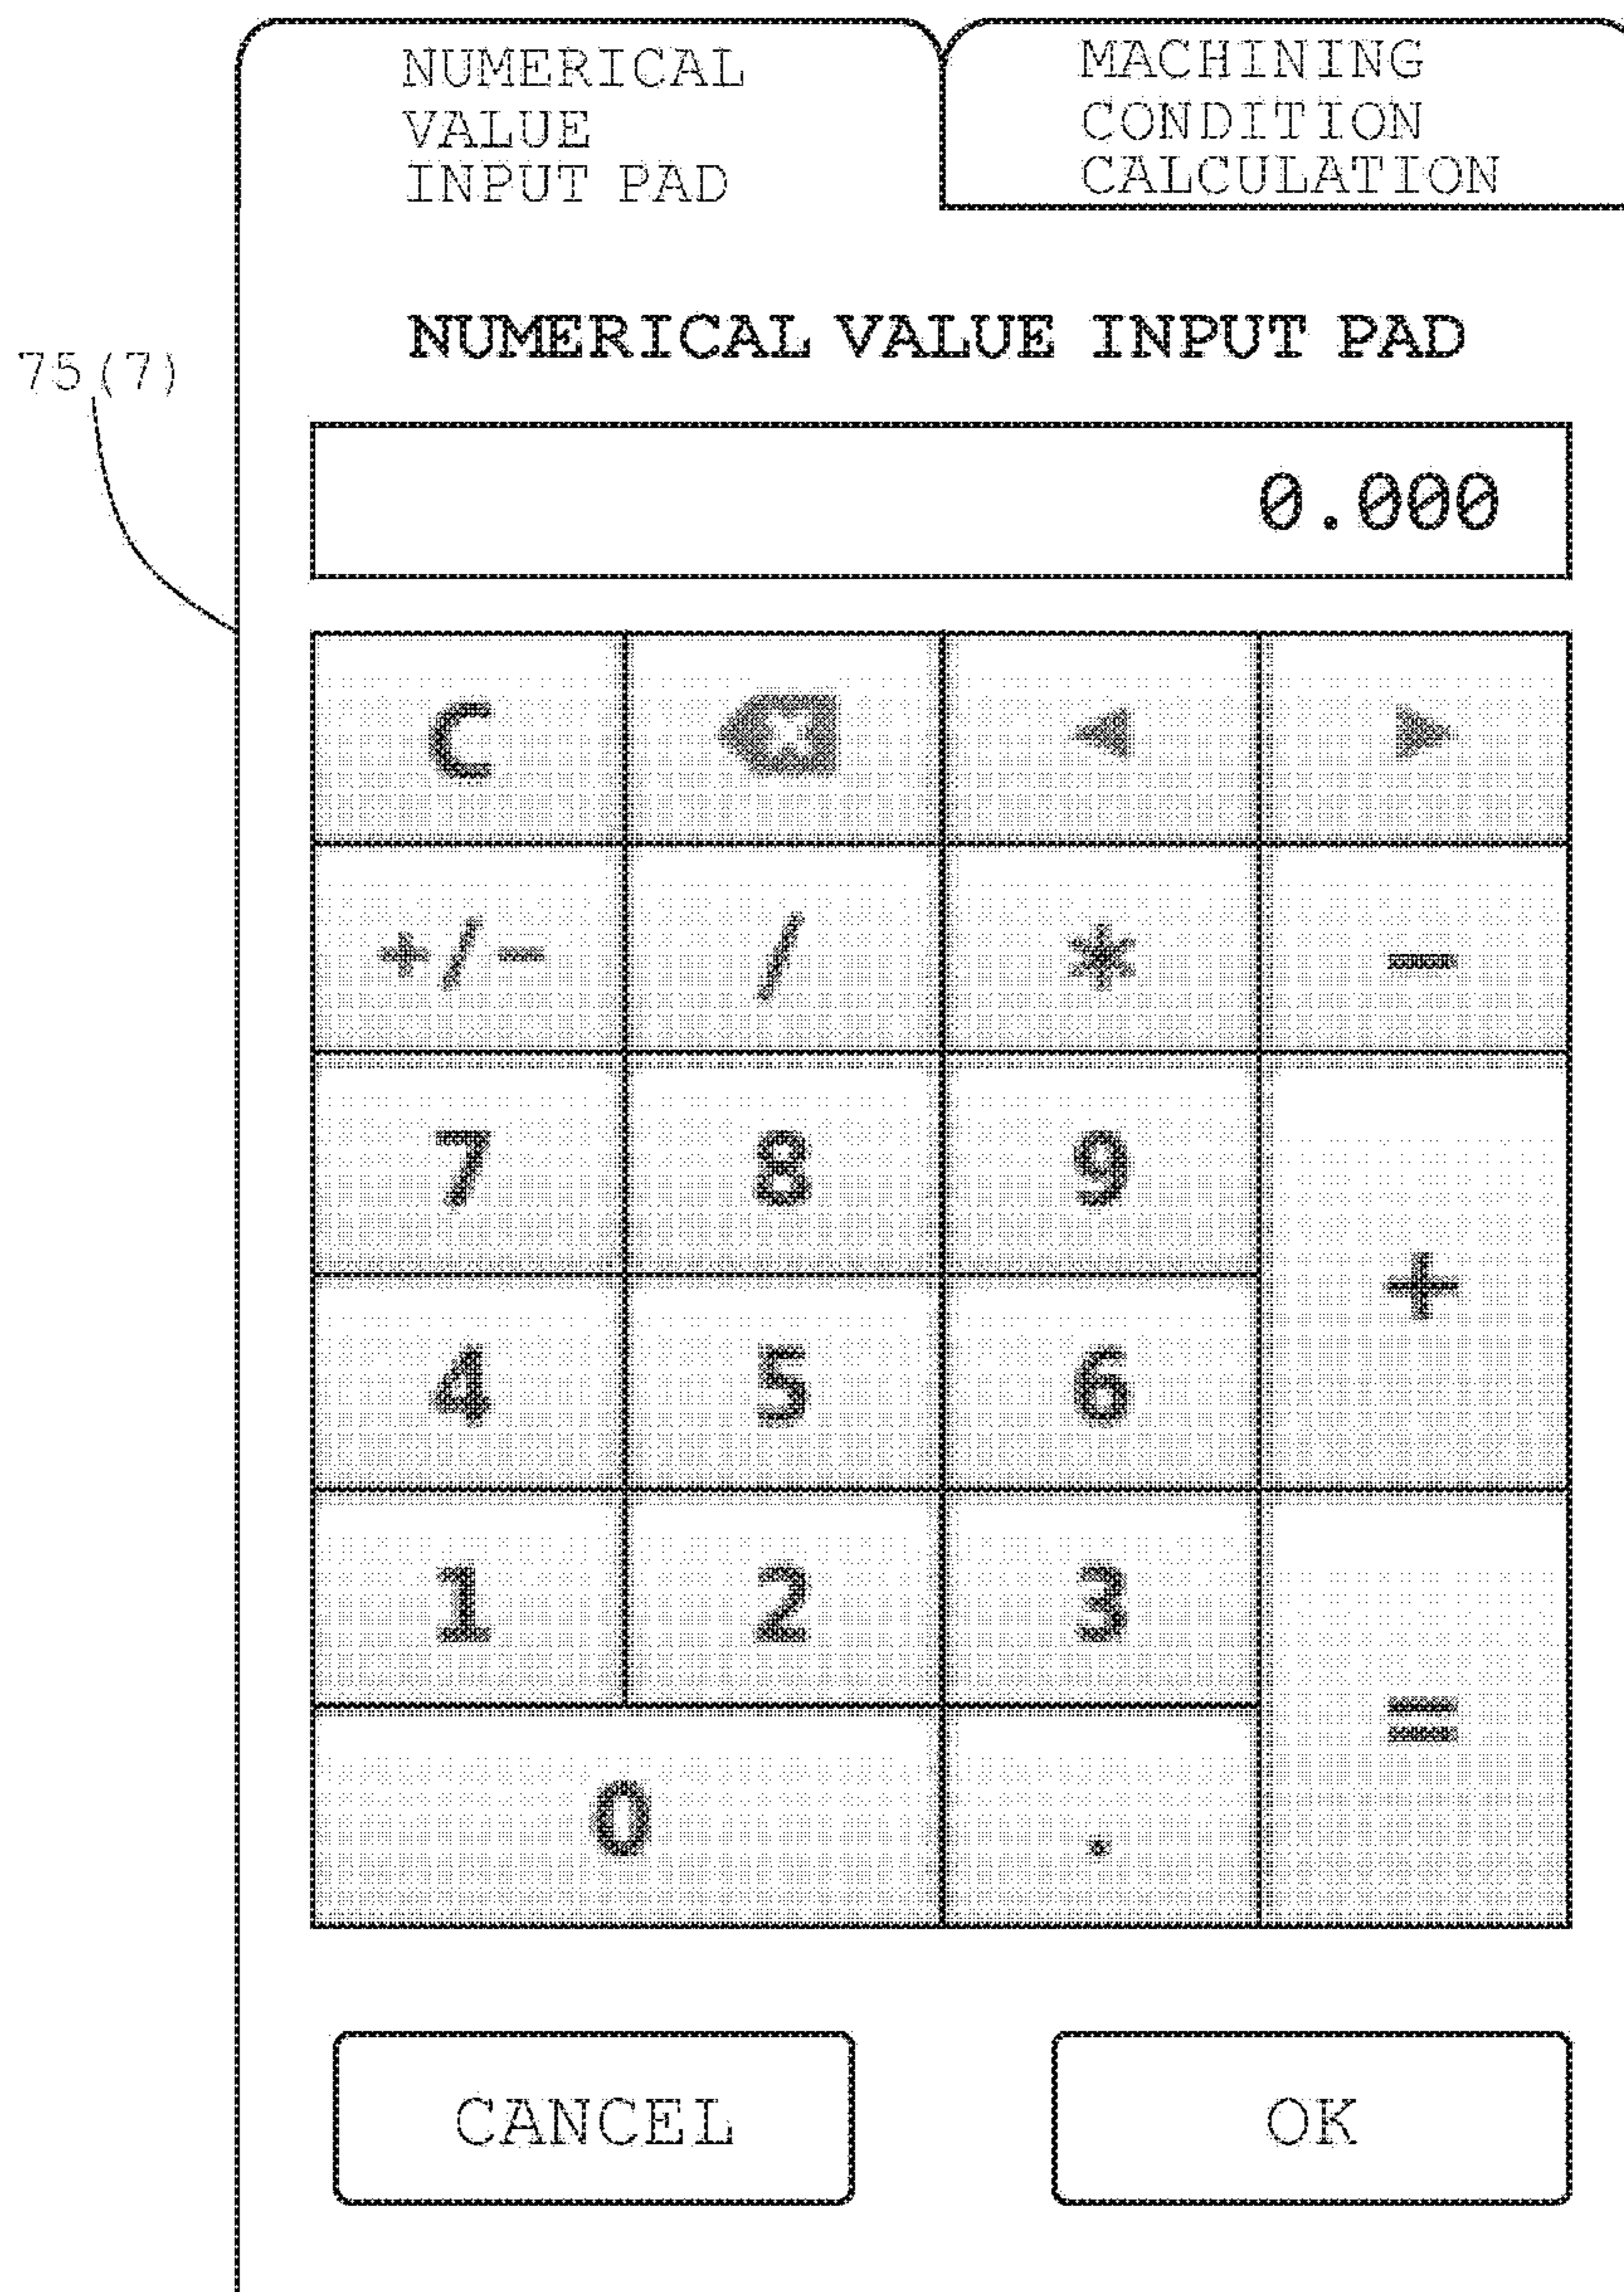 NUMERICAL
VALUE
INPUT PAD
MACHINING
CONDITION
CALCULATION
NUMERICAL VALUE INPUT PAD
75(7)
0.000
C
+/- / * -
7 8 9
+
4 5 6
1 2 3
=
0 .
CANCEL OK